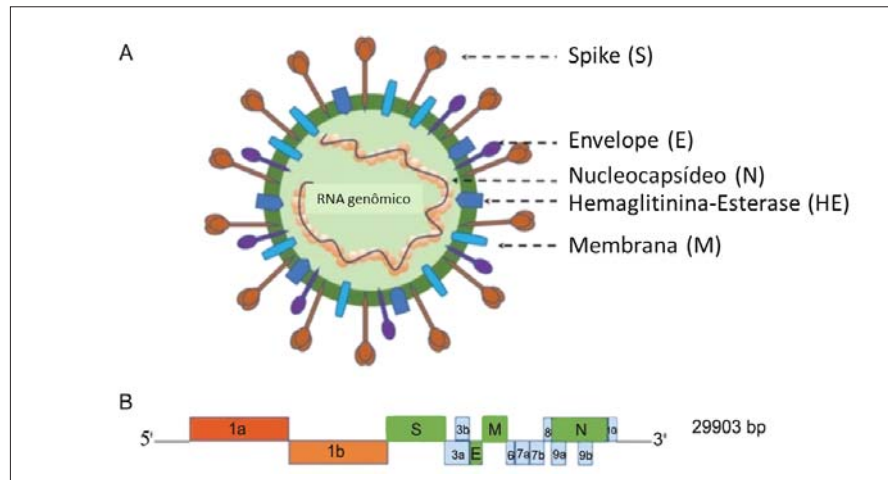 A
Spike (S)
Envelope (E)
Nucleocapsídeo (N)
RNA genômico
Hemaglitinina-Esterase (HE)
Membrana (M)
B
5' 1a 1b S 3a 3b E M 6 7a 7b 8 9a N 9b 10 3' 29903 bp